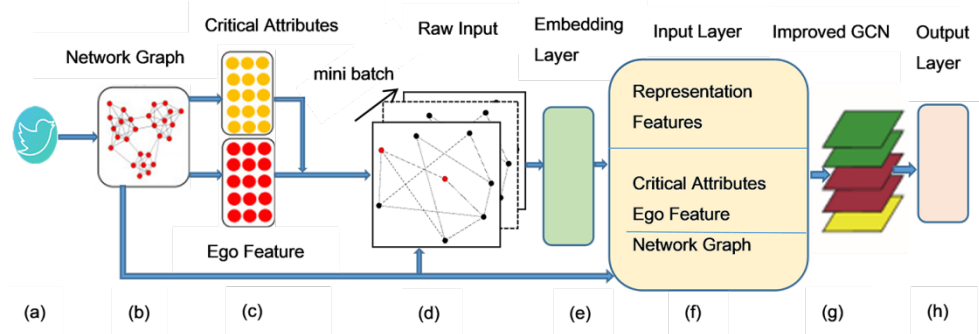 Network Graph
Critical Attributes
mini batch
Raw Input
Embedding
Layer
Input Layer
Improved GCN
Output
Layer
Representation
Features
Critical Attributes
Ego Feature
Network Graph
Ego Feature
(a)
(b)
(c)
(d)
(e)
(f)
(g)
(h)